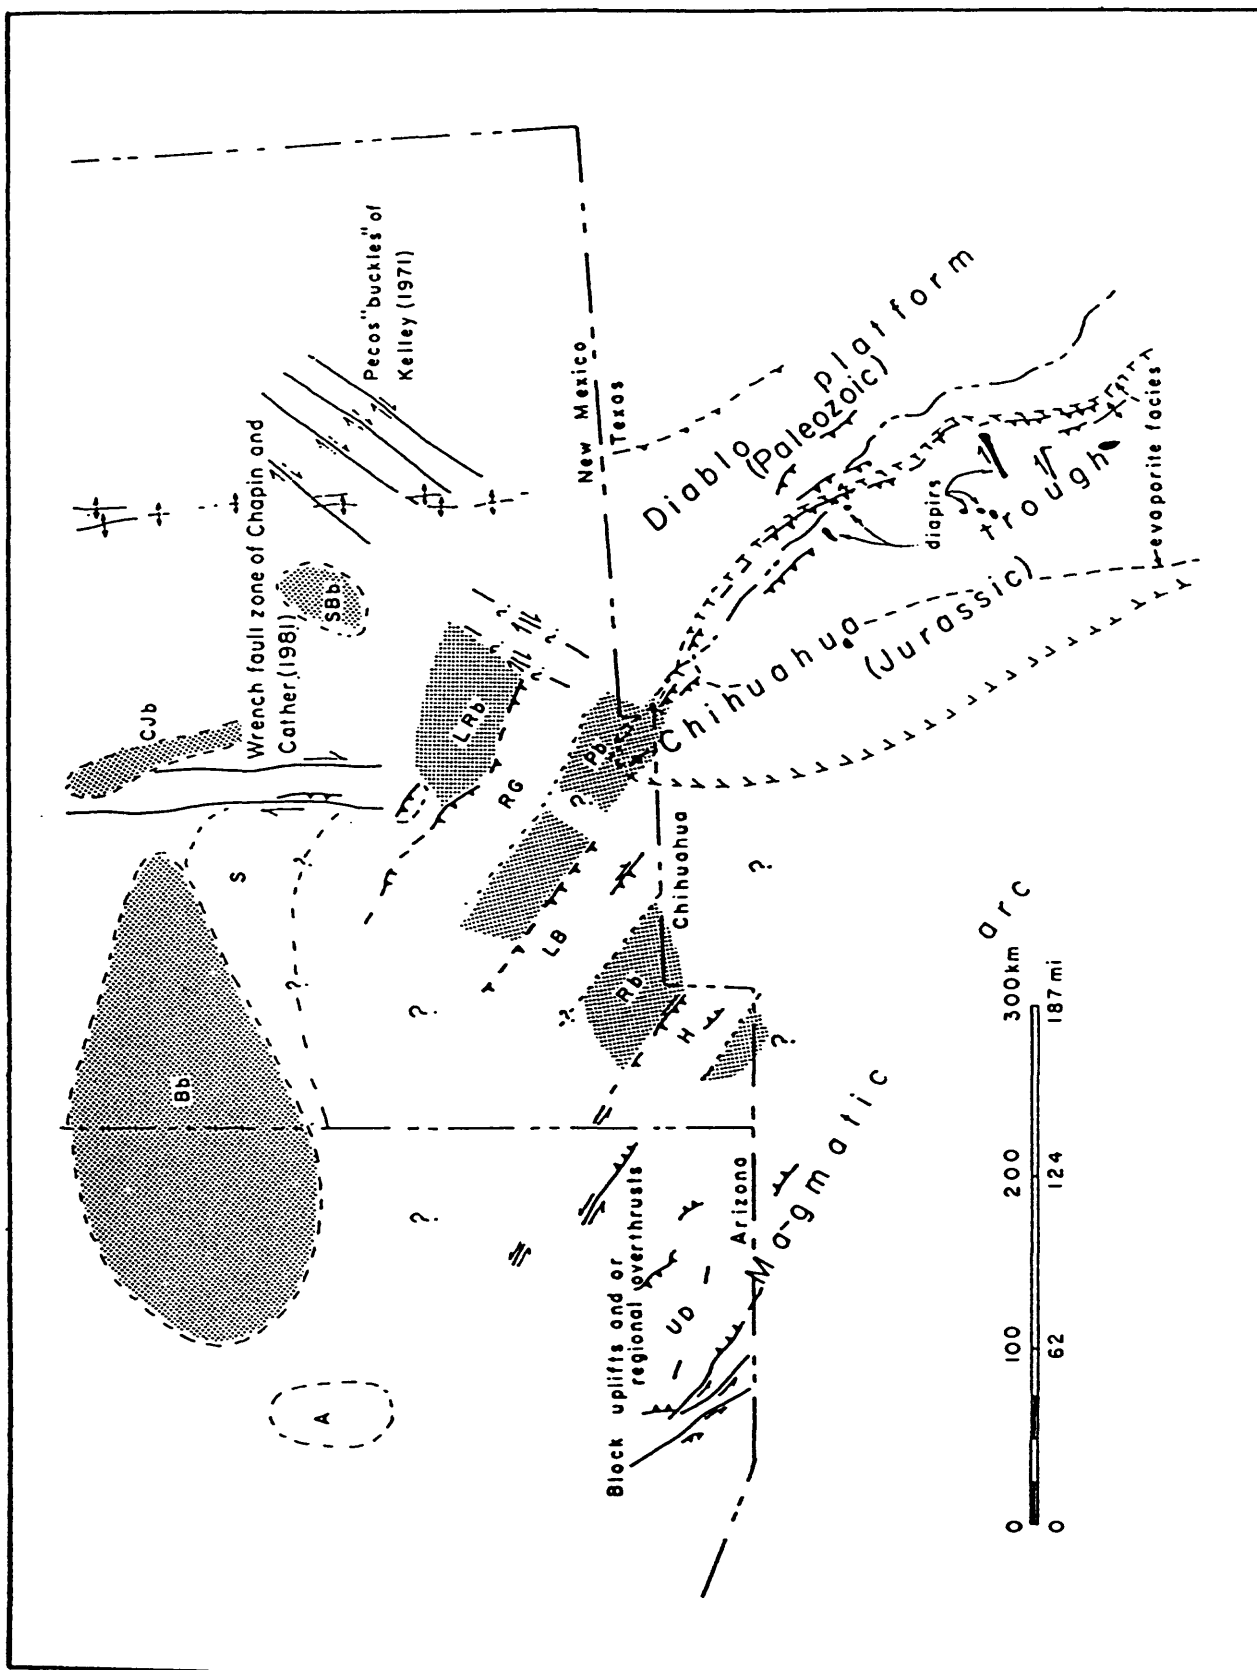 CJb
Wrench fault zone of Chapin and
Cather (1981)
Pecos "buckles" of
Kelley (1971)
Bb
S
SBb
?
?
A
?
?
LRb
?
?
RG
?
Pb
LB
?
Rb
H
?
?
New Mexico
Texas
Chihuahua
Arizona
Block uplifts and or
regional overthrusts
UD
Magmatic arc
Diablo platform
(Paleozoic)
Chihuahua trough
(Jurassic)
diapirs
evaporite facies
0 100 200 300 km
0 62 124 187 mi